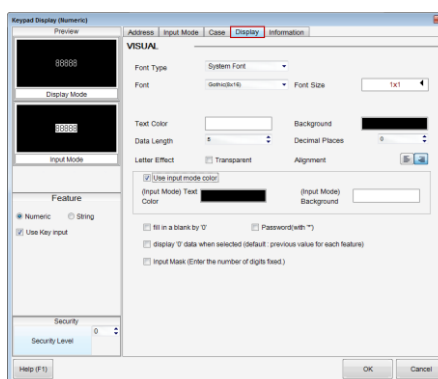 Keypad Display (Numeric)
Preview
Address
Input Mode
Case
Display
Information
88888
Display Mode
88888
Input Mode
VISUAL
Font Type
System Font
Font
Gothic(8x16)
Font Size
1x1
Text Color
Background
Data Length
5
Decimal Places
0
Letter Effect
Transparent
Alignment
Use input mode color
(Input Mode) Text Color
(Input Mode) Background
Feature
Numeric
String
Use Key input
fill in a blank by '0'
Password(with '*')
display '0' data when selected (default : previous value for each feature)
Input Mask (Enter the number of digits fixed.)
Security
Security Level
0
Help (F1)
OK
Cancel